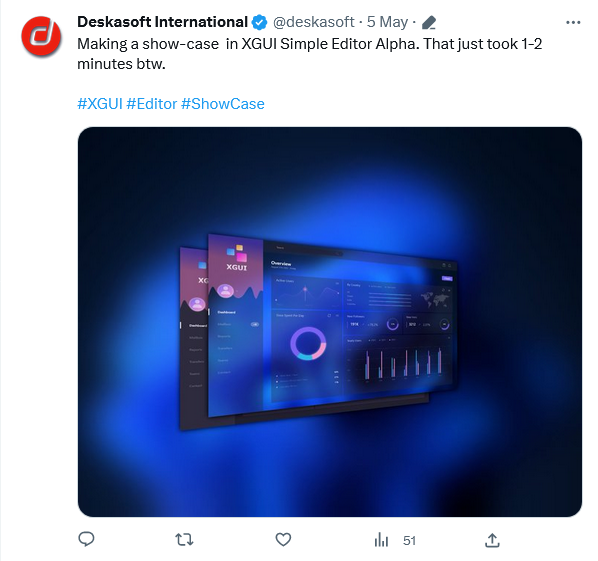 Deskasoft International @deskasoft · 5 May ·
Making a show-case in XGUI Simple Editor Alpha. That just took 1-2
minutes btw.
#XGUI #Editor #ShowCase
XG
XGUI
Overview
Dashboard
51